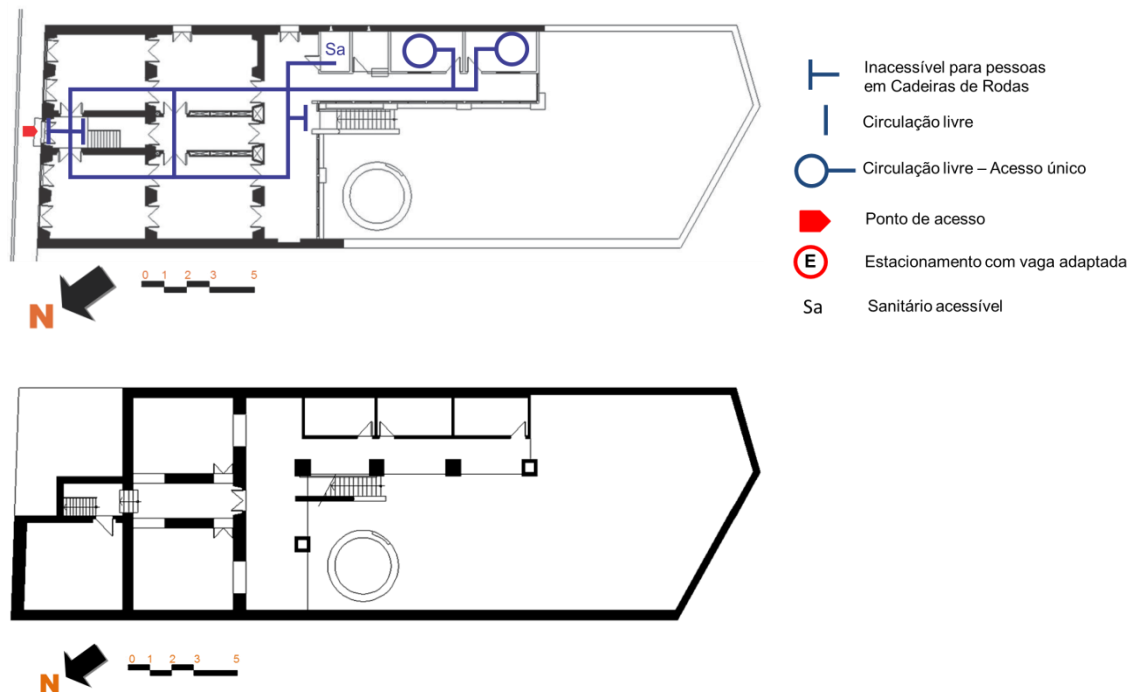 Sa
Inacessível para pessoas
em Cadeiras de Rodas
Circulação livre
Circulação livre – Acesso único
Ponto de acesso
E
Estacionamento com vaga adaptada
Sa
Sanitário acessível
0 1 2 3 5
N
0 1 2 3 5
N